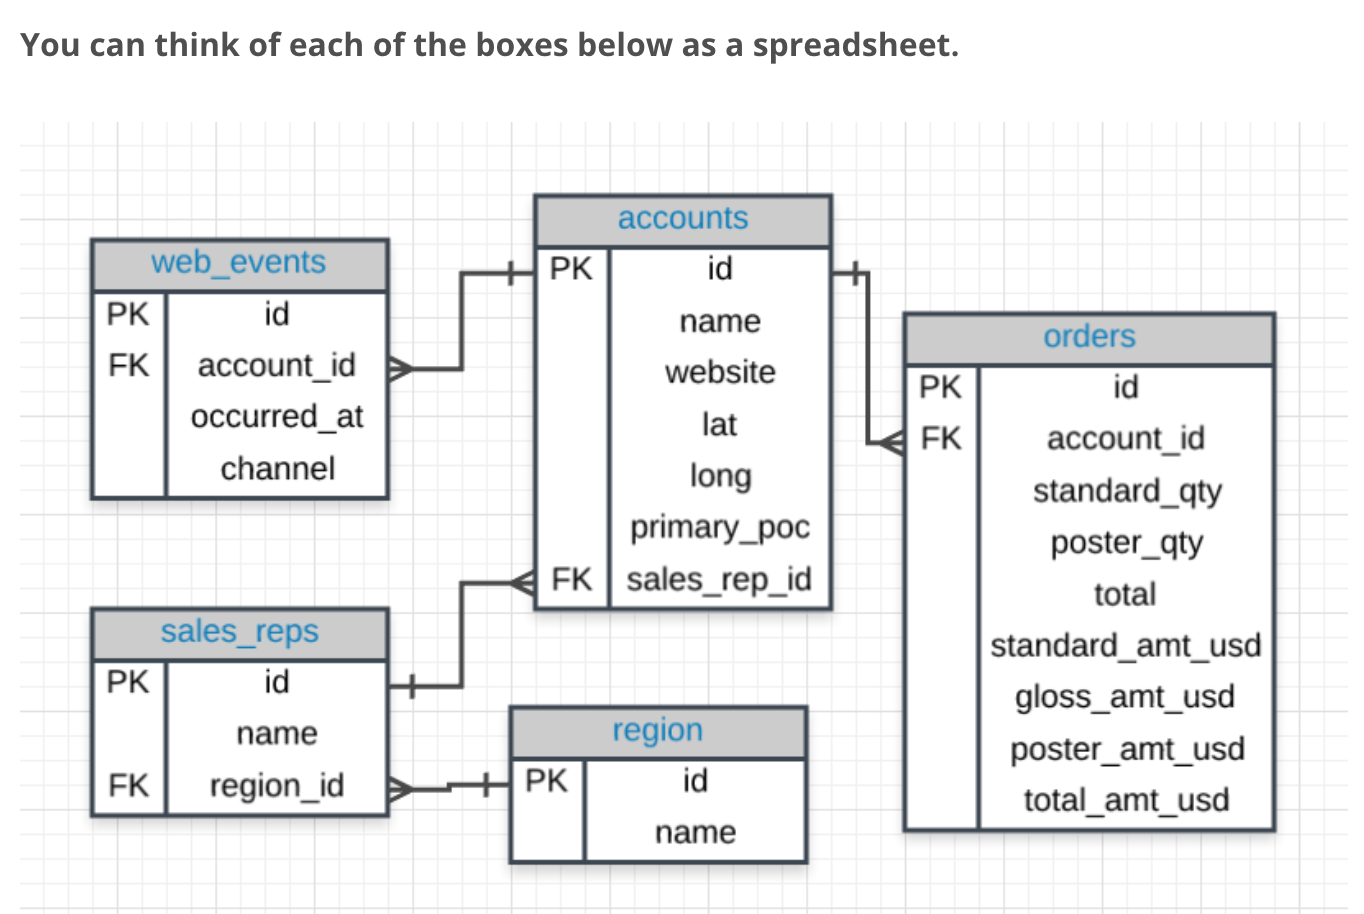 You can think of each of the boxes below as a spreadsheet.
web_events
PK id
FK account_id
occurred_at
channel
accounts
PK id
name
website
lat
long
primary_poc
FK sales_rep_id
orders
PK id
FK account_id
standard_qty
poster_qty
total
standard_amt_usd
gloss_amt_usd
poster_amt_usd
total_amt_usd
sales_reps
PK id
name
FK region_id
region
PK id
name